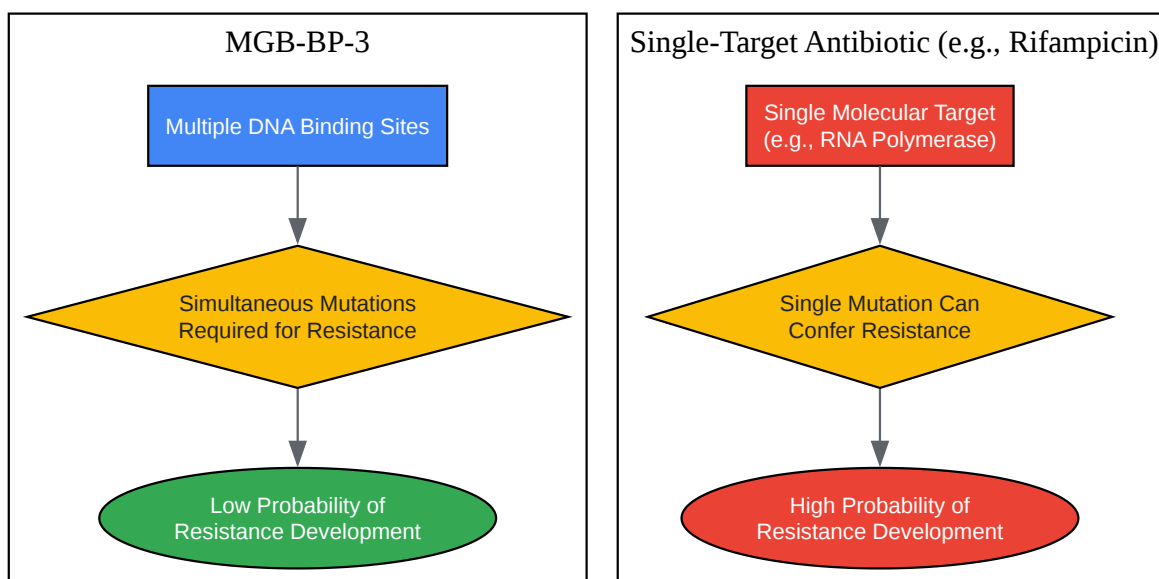 MGB-BP-3
Multiple DNA Binding Sites
Simultaneous Mutations
Required for Resistance
Low Probability of
Resistance Development
Single-Target Antibiotic (e.g., Rifampicin)
Single Molecular Target
(e.g., RNA Polymerase)
Single Mutation Can
Confer Resistance
High Probability of
Resistance Development